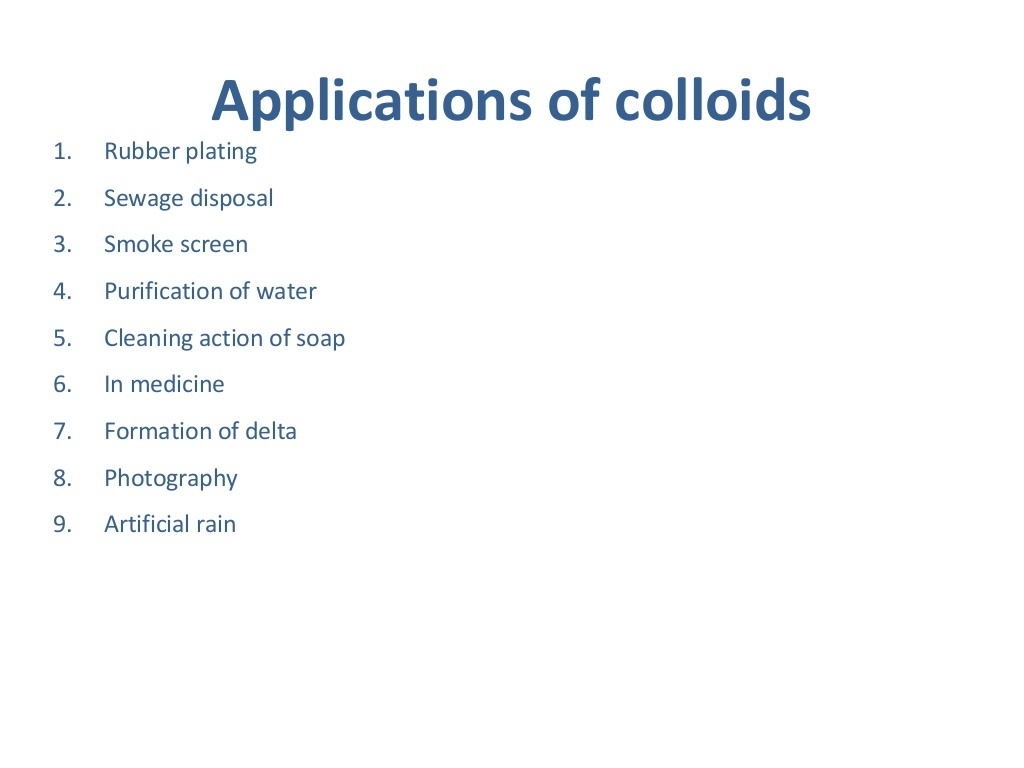 Applications of colloids
1. Rubber plating
2. Sewage disposal
3. Smoke screen
4. Purification of water
5. Cleaning action of soap
6. In medicine
7. Formation of delta
8. Photography
9. Artificial rain